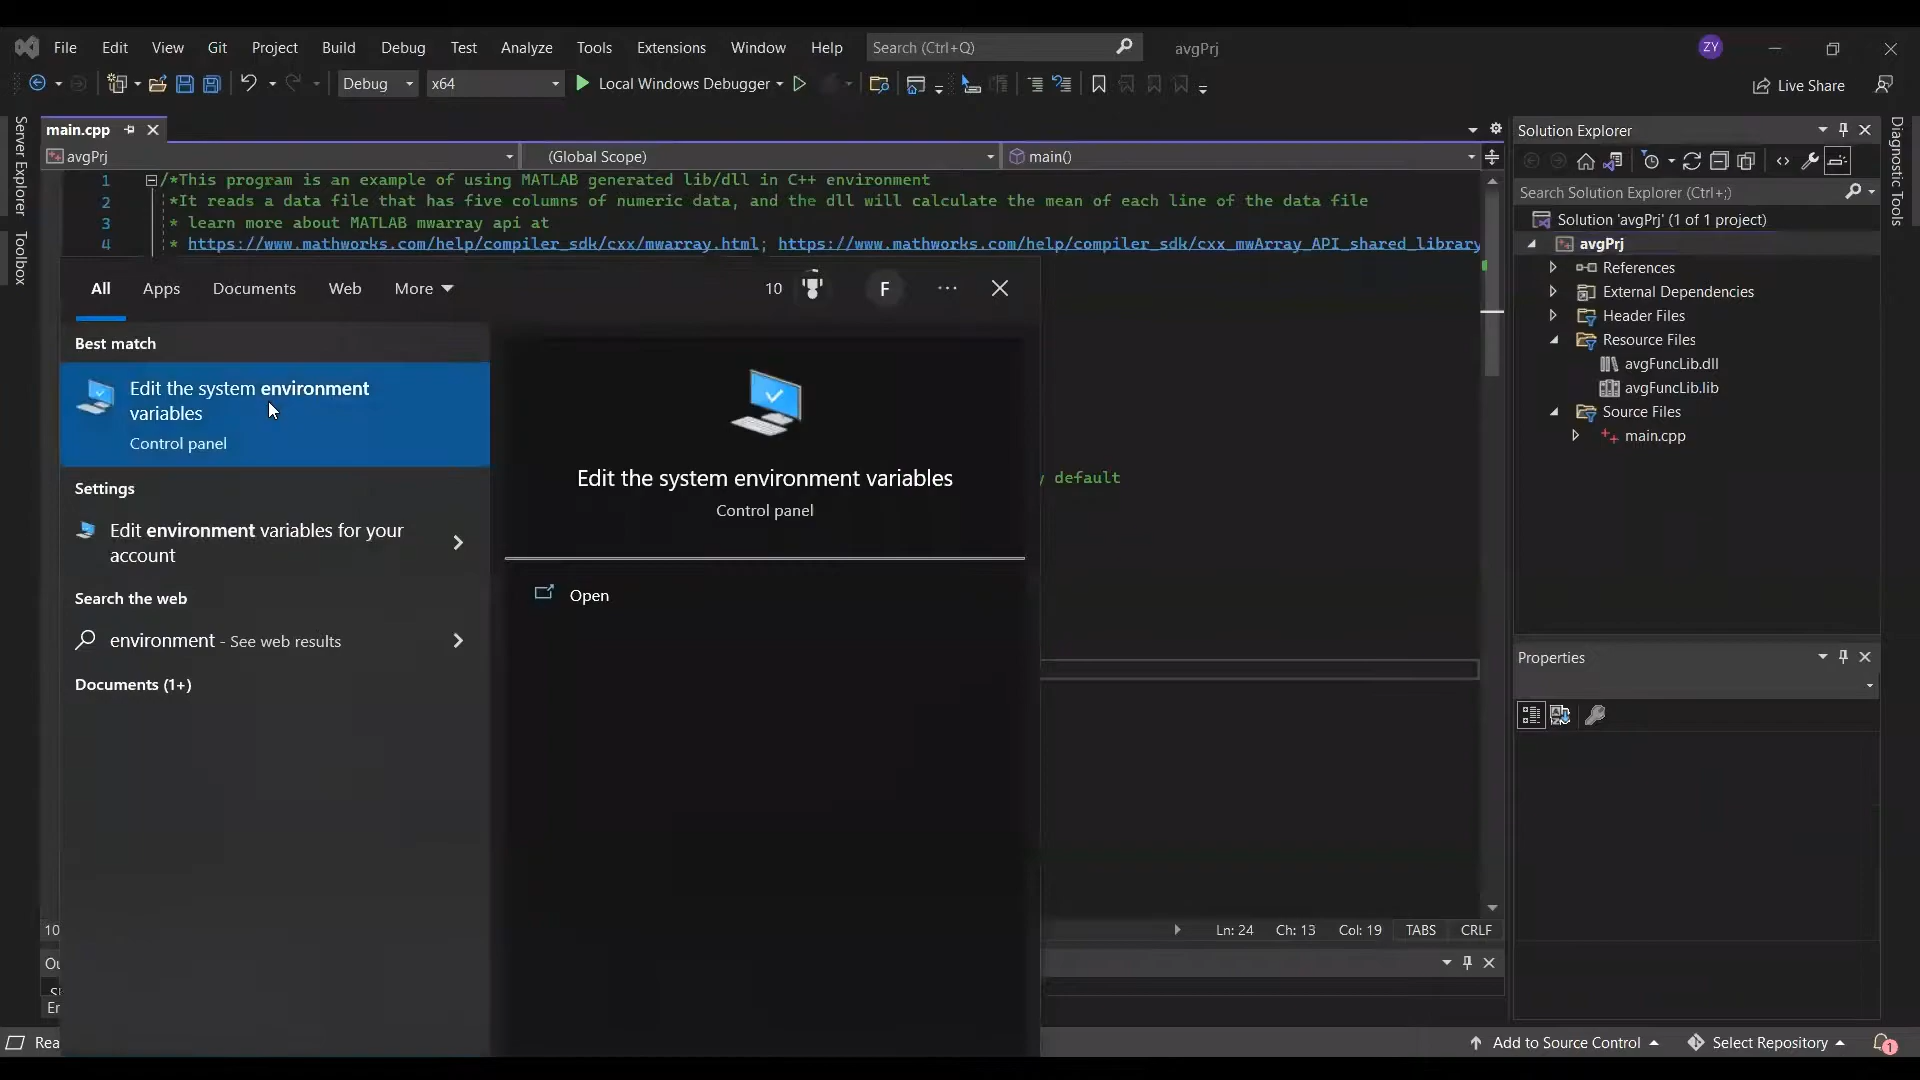 File Edit View Git Project Build Debug Test Analyze Tools Extensions Window Help Search (Ctrl+Q) avgPrj ZY
Debug x64 Local Windows Debugger Live Share
Server Explorer
Toolbox
main.cpp
avgPrj (Global Scope) main()
1 /*This program is an example of using MATLAB generated lib/dll in C++ environment
2 *It reads a data file that has five columns of numeric data, and the dll will calculate the mean of each line of the data file
3 * learn more about MATLAB mwarray api at
4 * https://www.mathworks.com/help/compiler_sdk/cxx/mwarray.html; https://www.mathworks.com/help/compiler_sdk/cxx_mwArray_API_shared_library
All Apps Documents Web More 10 F
Best match
Edit the system environment
variables
Control panel
Settings
Edit environment variables for your
account
Search the web
environment - See web results
Documents (1+)
Edit the system environment variables
Control panel
Open
default
Ln: 24 Ch: 13 Col: 19 TABS CRLF
Solution Explorer
Search Solution Explorer (Ctrl+;)
Solution 'avgPrj' (1 of 1 project)
avgPrj
References
External Dependencies
Header Files
Resource Files
avgFuncLib.dll
avgFuncLib.lib
Source Files
main.cpp
Properties
Diagnostic Tools
Add to Source Control Select Repository 1